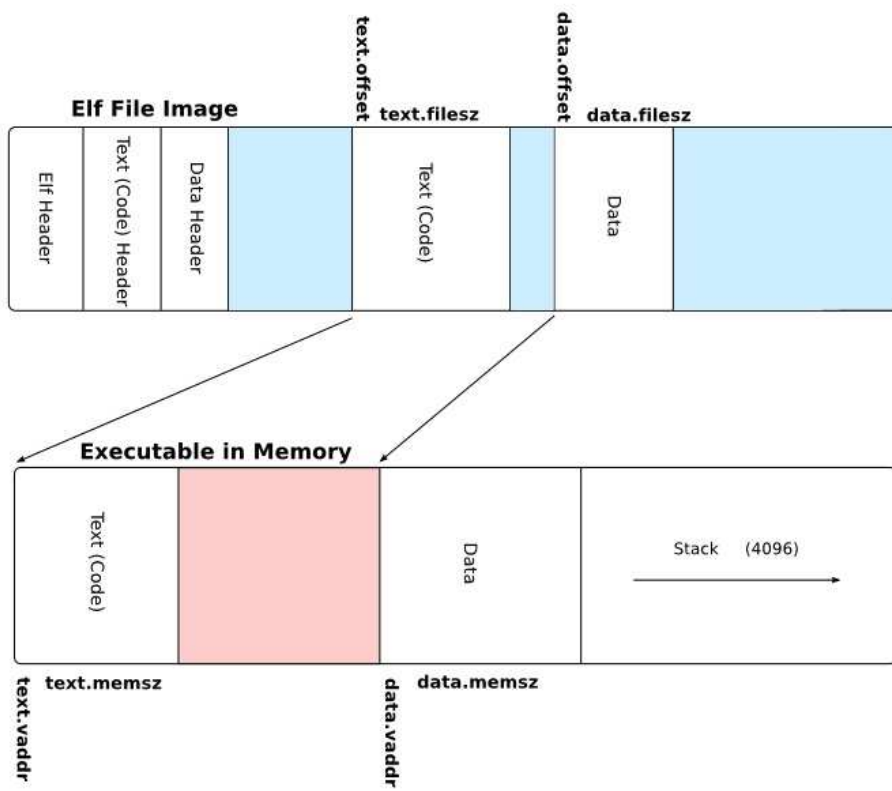 text.offset
data.offset
Elf File Image
text.filesz
data.filesz
Elf Header
Text (Code) Header
Data Header
Text (Code)
Data
Executable in Memory
Text (Code)
Data
Stack (4096)
text.vaddr
text.memsz
data.vaddr
data.memsz